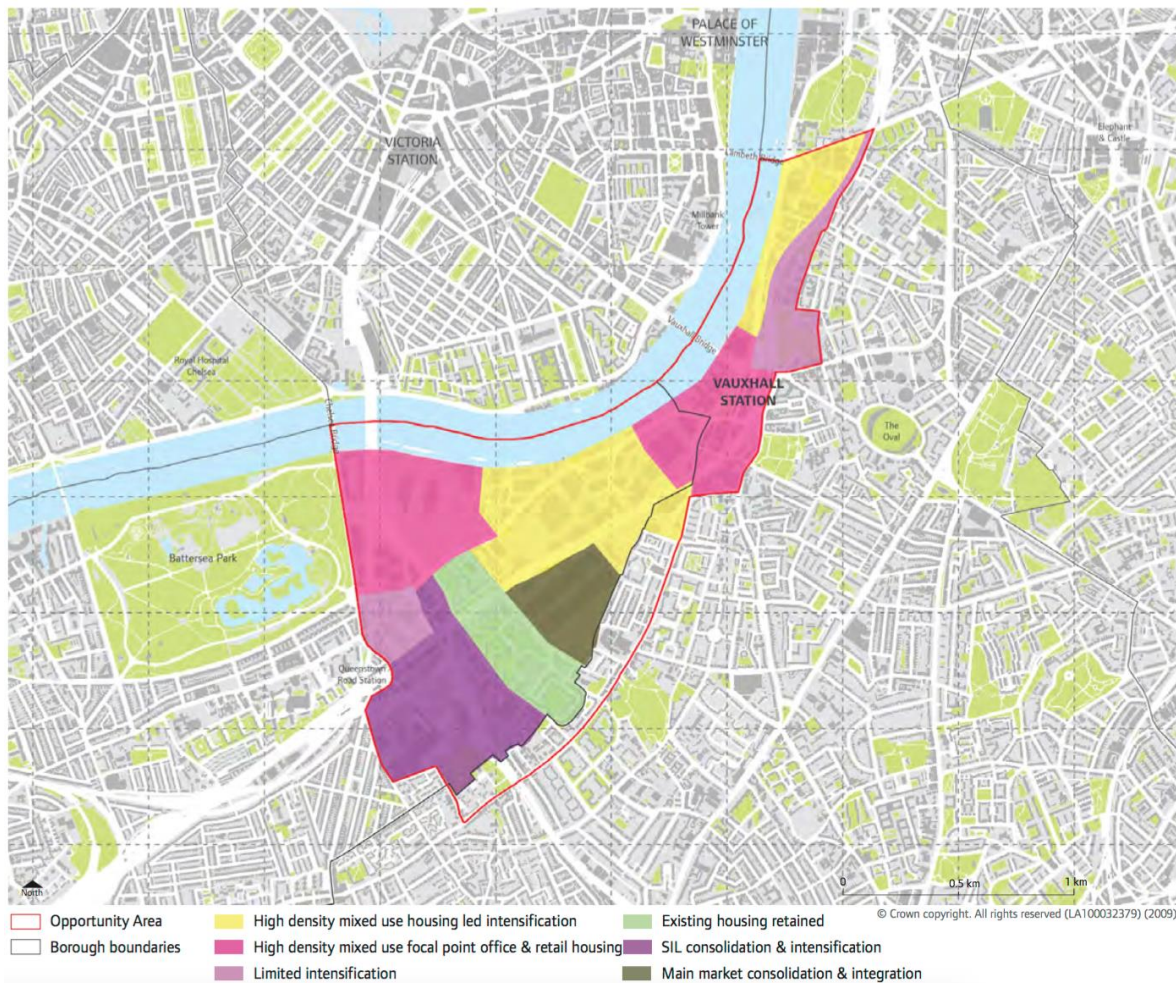 PALACE OF
WESTMINSTER
Elephant
& Castle
VICTORIA
STATION
Lambeth Bridge
Millbank
Tower
Vauxhall Bridge
Royal Hospital
Chelsea
VAUXHALL
STATION
Chelsea Bridge
The
Oval
Battersea Park
Queenstown
Road Station
North
0
0.5 km
1 km
© Crown copyright. All rights reserved (LA100032379) (2009)
Opportunity Area
Borough boundaries
High density mixed use housing led intensification
High density mixed use focal point office & retail housing
Limited intensification
Existing housing retained
SIL consolidation & intensification
Main market consolidation & integration